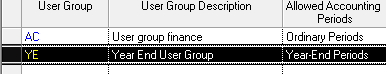 User Group User Group Description Allowed Accounting Periods
AC User group finance Ordinary Periods
YE Year End User Group Year-End Periods